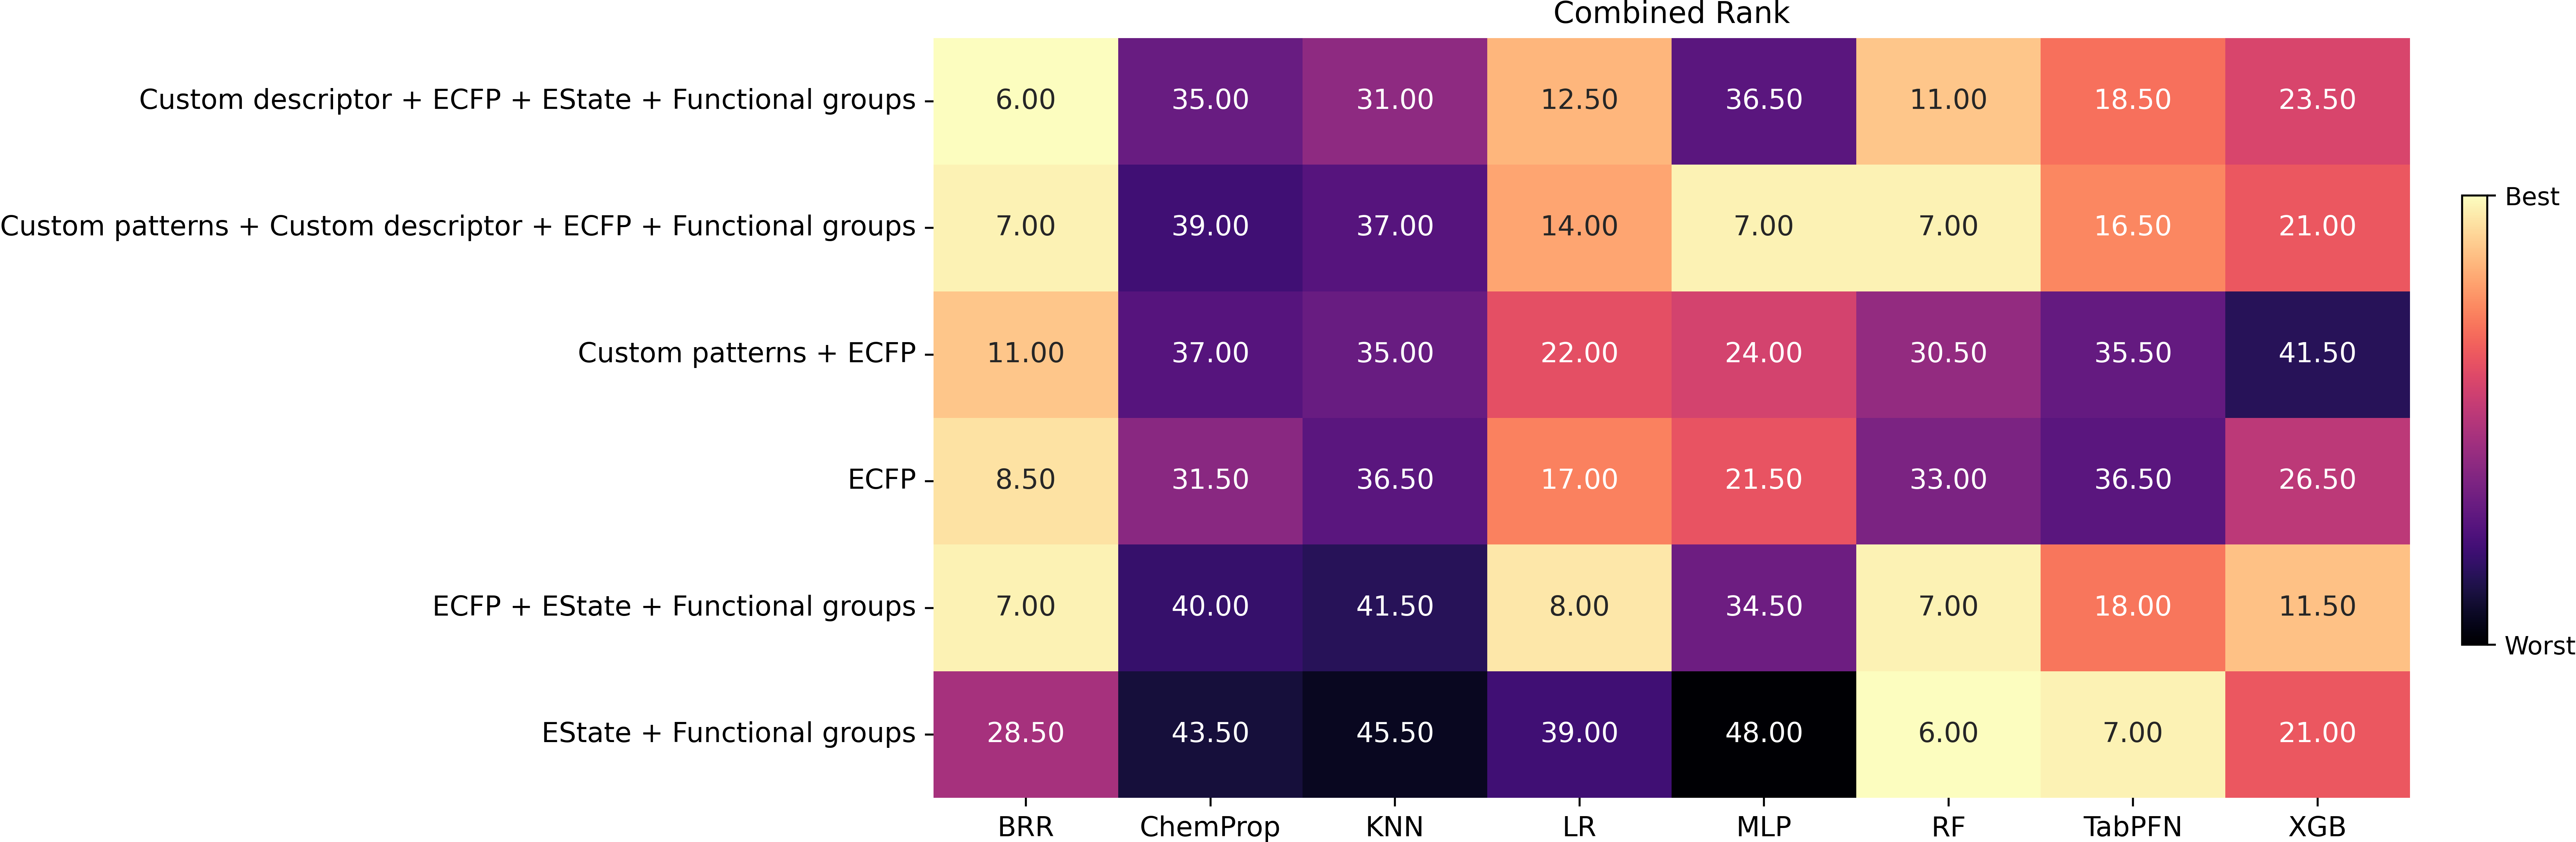 Combined Rank
Custom descriptor + ECFP + EState + Functional groups 6.00 35.00 31.00 12.50 36.50 11.00 18.50 23.50
Custom patterns + Custom descriptor + ECFP + Functional groups 7.00 39.00 37.00 14.00 7.00 7.00 16.50 21.00
Custom patterns + ECFP 11.00 37.00 35.00 22.00 24.00 30.50 35.50 41.50
ECFP 8.50 31.50 36.50 17.00 21.50 33.00 36.50 26.50
ECFP + EState + Functional groups 7.00 40.00 41.50 8.00 34.50 7.00 18.00 11.50
EState + Functional groups 28.50 43.50 45.50 39.00 48.00 6.00 7.00 21.00
BRR ChemProp KNN LR MLP RF TabPFN XGB
Best
Worst